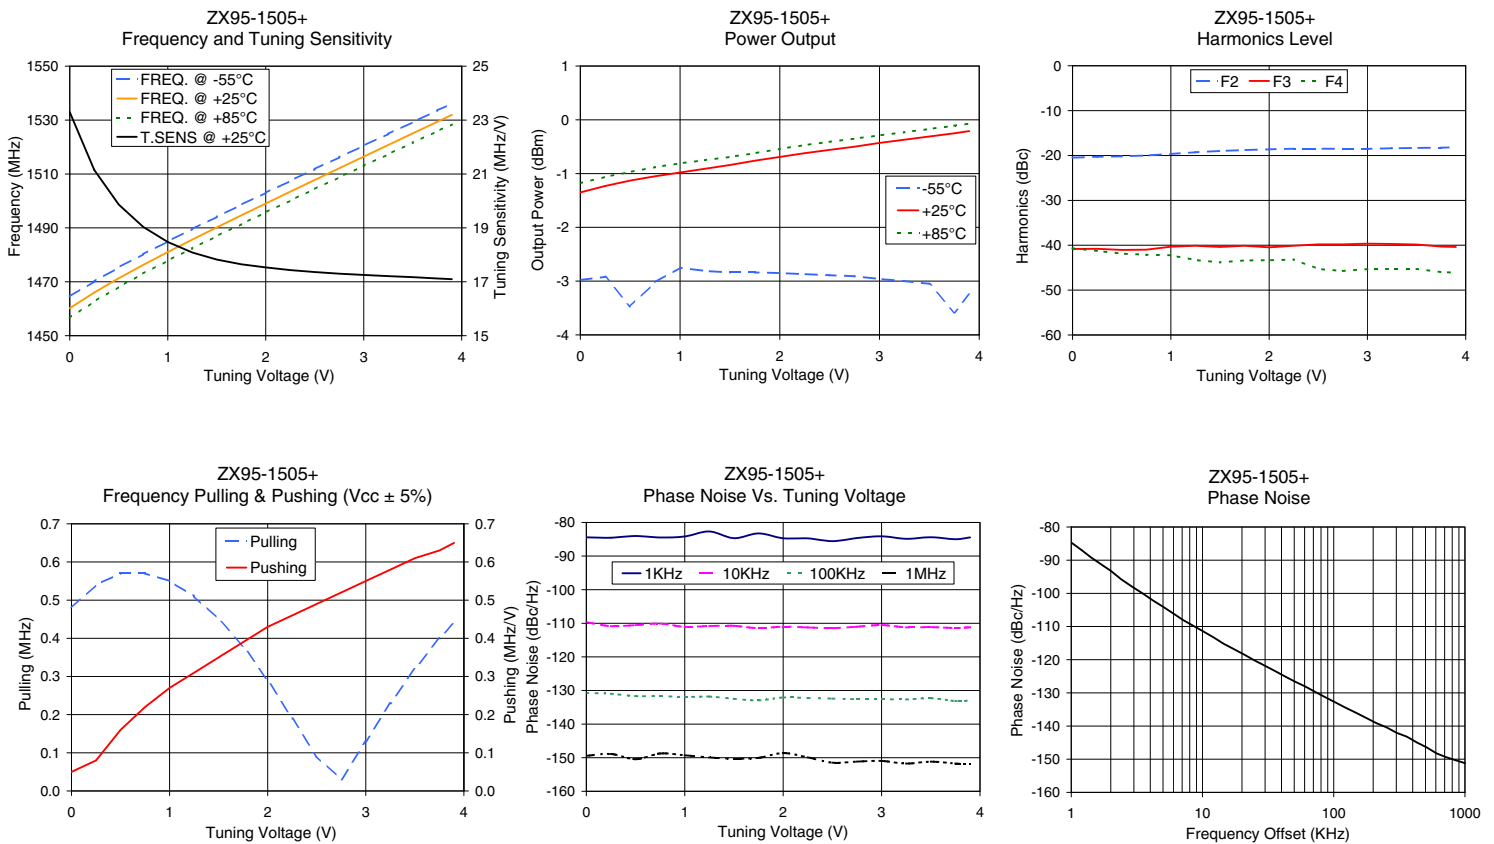 ZX95-1505+
Frequency and Tuning Sensitivity
1550
1530
1510
1490
1470
1450
25
23
21
19
17
15
0
1
2
3
4
Frequency (MHz)
Tuning Sensitivity (MHz/V)
Tuning Voltage (V)
FREQ. @ -55°C
FREQ. @ +25°C
FREQ. @ +85°C
T.SENS @ +25°C
ZX95-1505+
Power Output
1
0
-1
-2
-3
-4
0
1
2
3
4
Output Power (dBm)
Tuning Voltage (V)
-55°C
+25°C
+85°C
ZX95-1505+
Harmonics Level
0
-10
-20
-30
-40
-50
-60
0
1
2
3
4
Harmonics (dBc)
Tuning Voltage (V)
F2 F3 F4
ZX95-1505+
Frequency Pulling & Pushing (Vcc ± 5%)
0.7
0.6
0.5
0.4
0.3
0.2
0.1
0.0
0.7
0.6
0.5
0.4
0.3
0.2
0.1
0.0
0
1
2
3
4
Pulling (MHz)
Pushing (MHz/V)
Tuning Voltage (V)
Pulling
Pushing
ZX95-1505+
Phase Noise Vs. Tuning Voltage
-80
-90
-100
-110
-120
-130
-140
-150
-160
0
1
2
3
4
Phase Noise (dBc/Hz)
Tuning Voltage (V)
1KHz 10KHz 100KHz 1MHz
ZX95-1505+
Phase Noise
-80
-90
-100
-110
-120
-130
-140
-150
-160
1
10
100
1000
Phase Noise (dBc/Hz)
Frequency Offset (KHz)